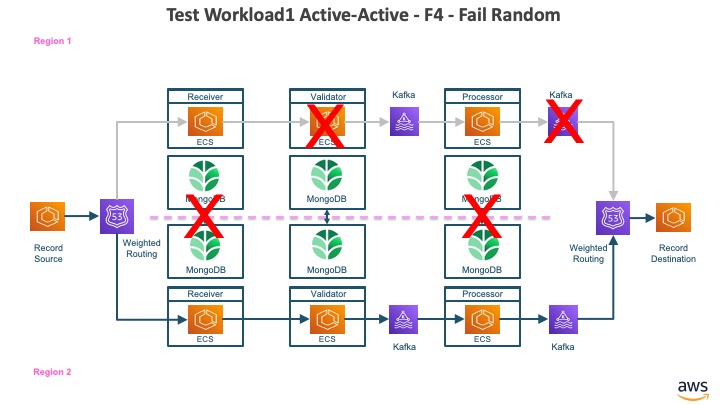 Test Workload1 Active-Active - F4 - Fail Random
Region 1
Receiver
Validator
Kafka
Processor
Kafka
ECS
ECS
ECS
MongoDB
MongoDB
MongoDB
53
53
Record
Source
Weighted
Routing
Weighted
Routing
Record
Destination
MongoDB
MongoDB
MongoDB
Receiver
Validator
Processor
ECS
ECS
Kafka
ECS
Kafka
Region 2
aws